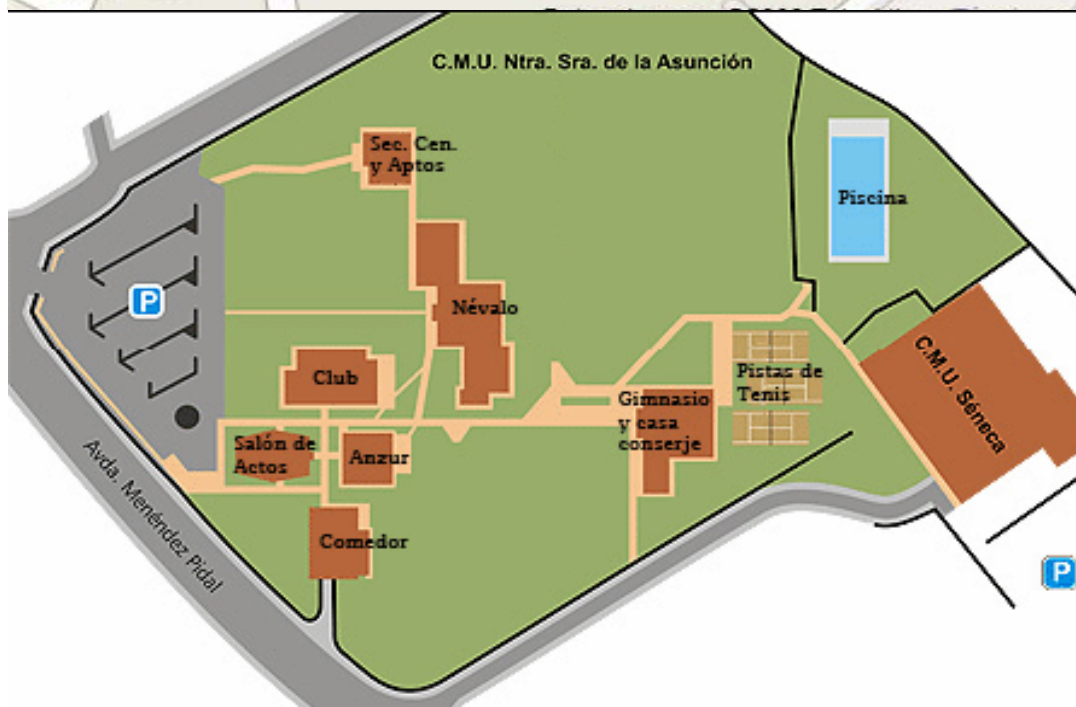 C.M.U. Ntra. Sra. de la Asunción
Sec. Cen.
y Aptos
Piscina
P
Névalo
Club
Pistas de
Tenis
C.M.U. Séneca
Gimnasio
y casa
conserje
Salón de
Actos
Anzur
Avda. Menéndez Pidal
Comedor
P